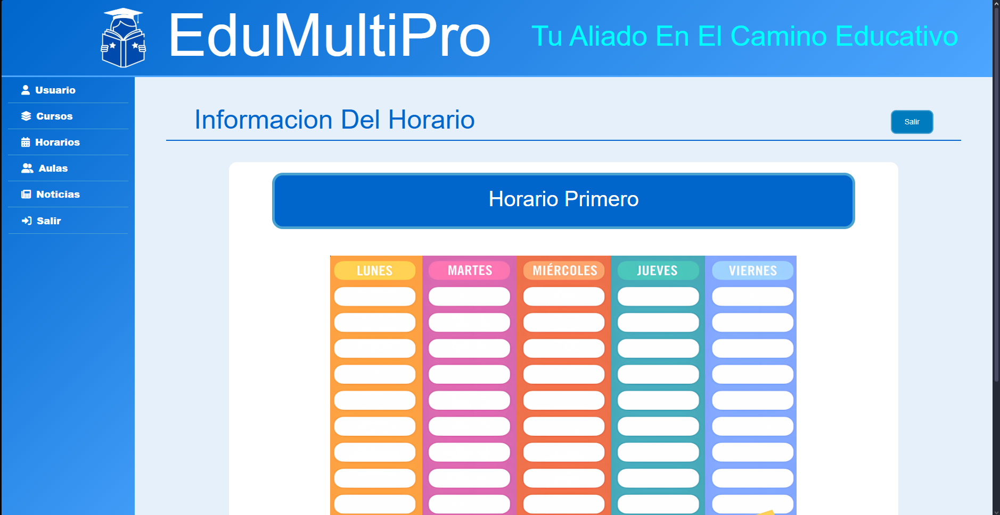 EduMultiPro
Tu Aliado En El Camino Educativo
Usuario
Cursos
Horarios
Aulas
Noticias
Salir
Informacion Del Horario
Salir
Horario Primero
LUNES MARTES MIÉRCOLES JUEVES VIERNES